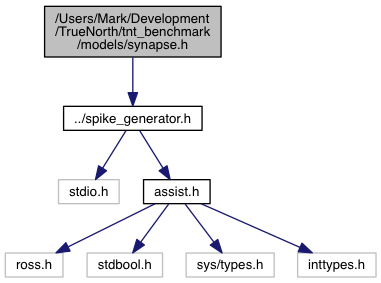 /Users/Mark/Development
/TrueNorth/tnt_benchmark
/models/synapse.h
../spike_generator.h
stdio.h
assist.h
ross.h
stdbool.h
sys/types.h
inttypes.h